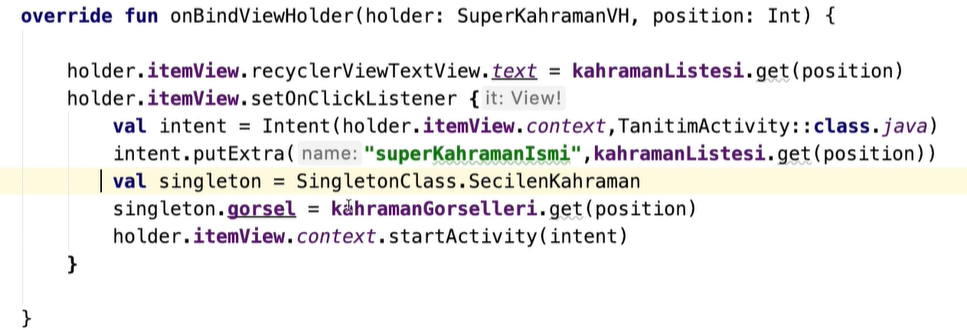 override fun onBindViewHolder(holder: SuperKahramanVH, position: Int) {
holder.itemView.recyclerViewTextView.text = kahramanListesi.get(position)
holder.itemView.setOnClickListener { it: View!
val intent = Intent(holder.itemView.context,TanitimActivity::class.java)
intent.putExtra( name: "superKahramanIsmi",kahramanListesi.get(position))
val singleton = SingletonClass.SecilenKahraman
singleton.gorsel = kahramanGorselleri.get(position)
holder.itemView.context.startActivity(intent)
}
}